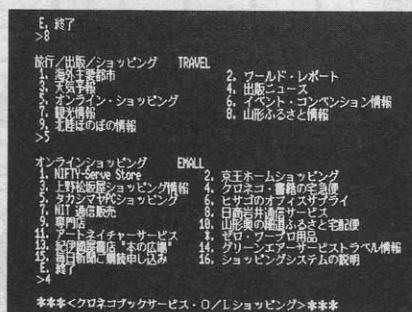 E. 終了
>8
旅行／出版／ショッピング TRAVEL
1. 海外主要都市 2. ワールド・レポート
3. 天気予報 4. 出版ニュース
5. オンライン・ショッピング 6. イベント・コンベンション情報
7. 観光情報 8. 山形ふるさと情報
9. 北陸ほのぼの情報
>5
オンラインショッピング EMALL
1. NIFTY-Serve Store 2. 京王ホームショッピング
3. 上野松坂屋ショッピング情報 4. クロネコ・書籍の宅急便
5. タカシマヤPCショッピング 6. ヒサゴのオフィスサプライ
7. NIT 通信販売 8. 日商岩井通信サービス
9. 専門店 10. 山形奥の細道ふるさと宅配便
11. アートネイチャーサービス ゼロ・ワープロ用品
13. 紀伊國屋書店 "本の広場" 14. グリーンエアーサービストラベル情報
15. 毎日新聞ご購読申し込み 16. ショッピングシステムの説明
E. 終了
>4
***<クロネコブックサービス・O/Lショッピング>***